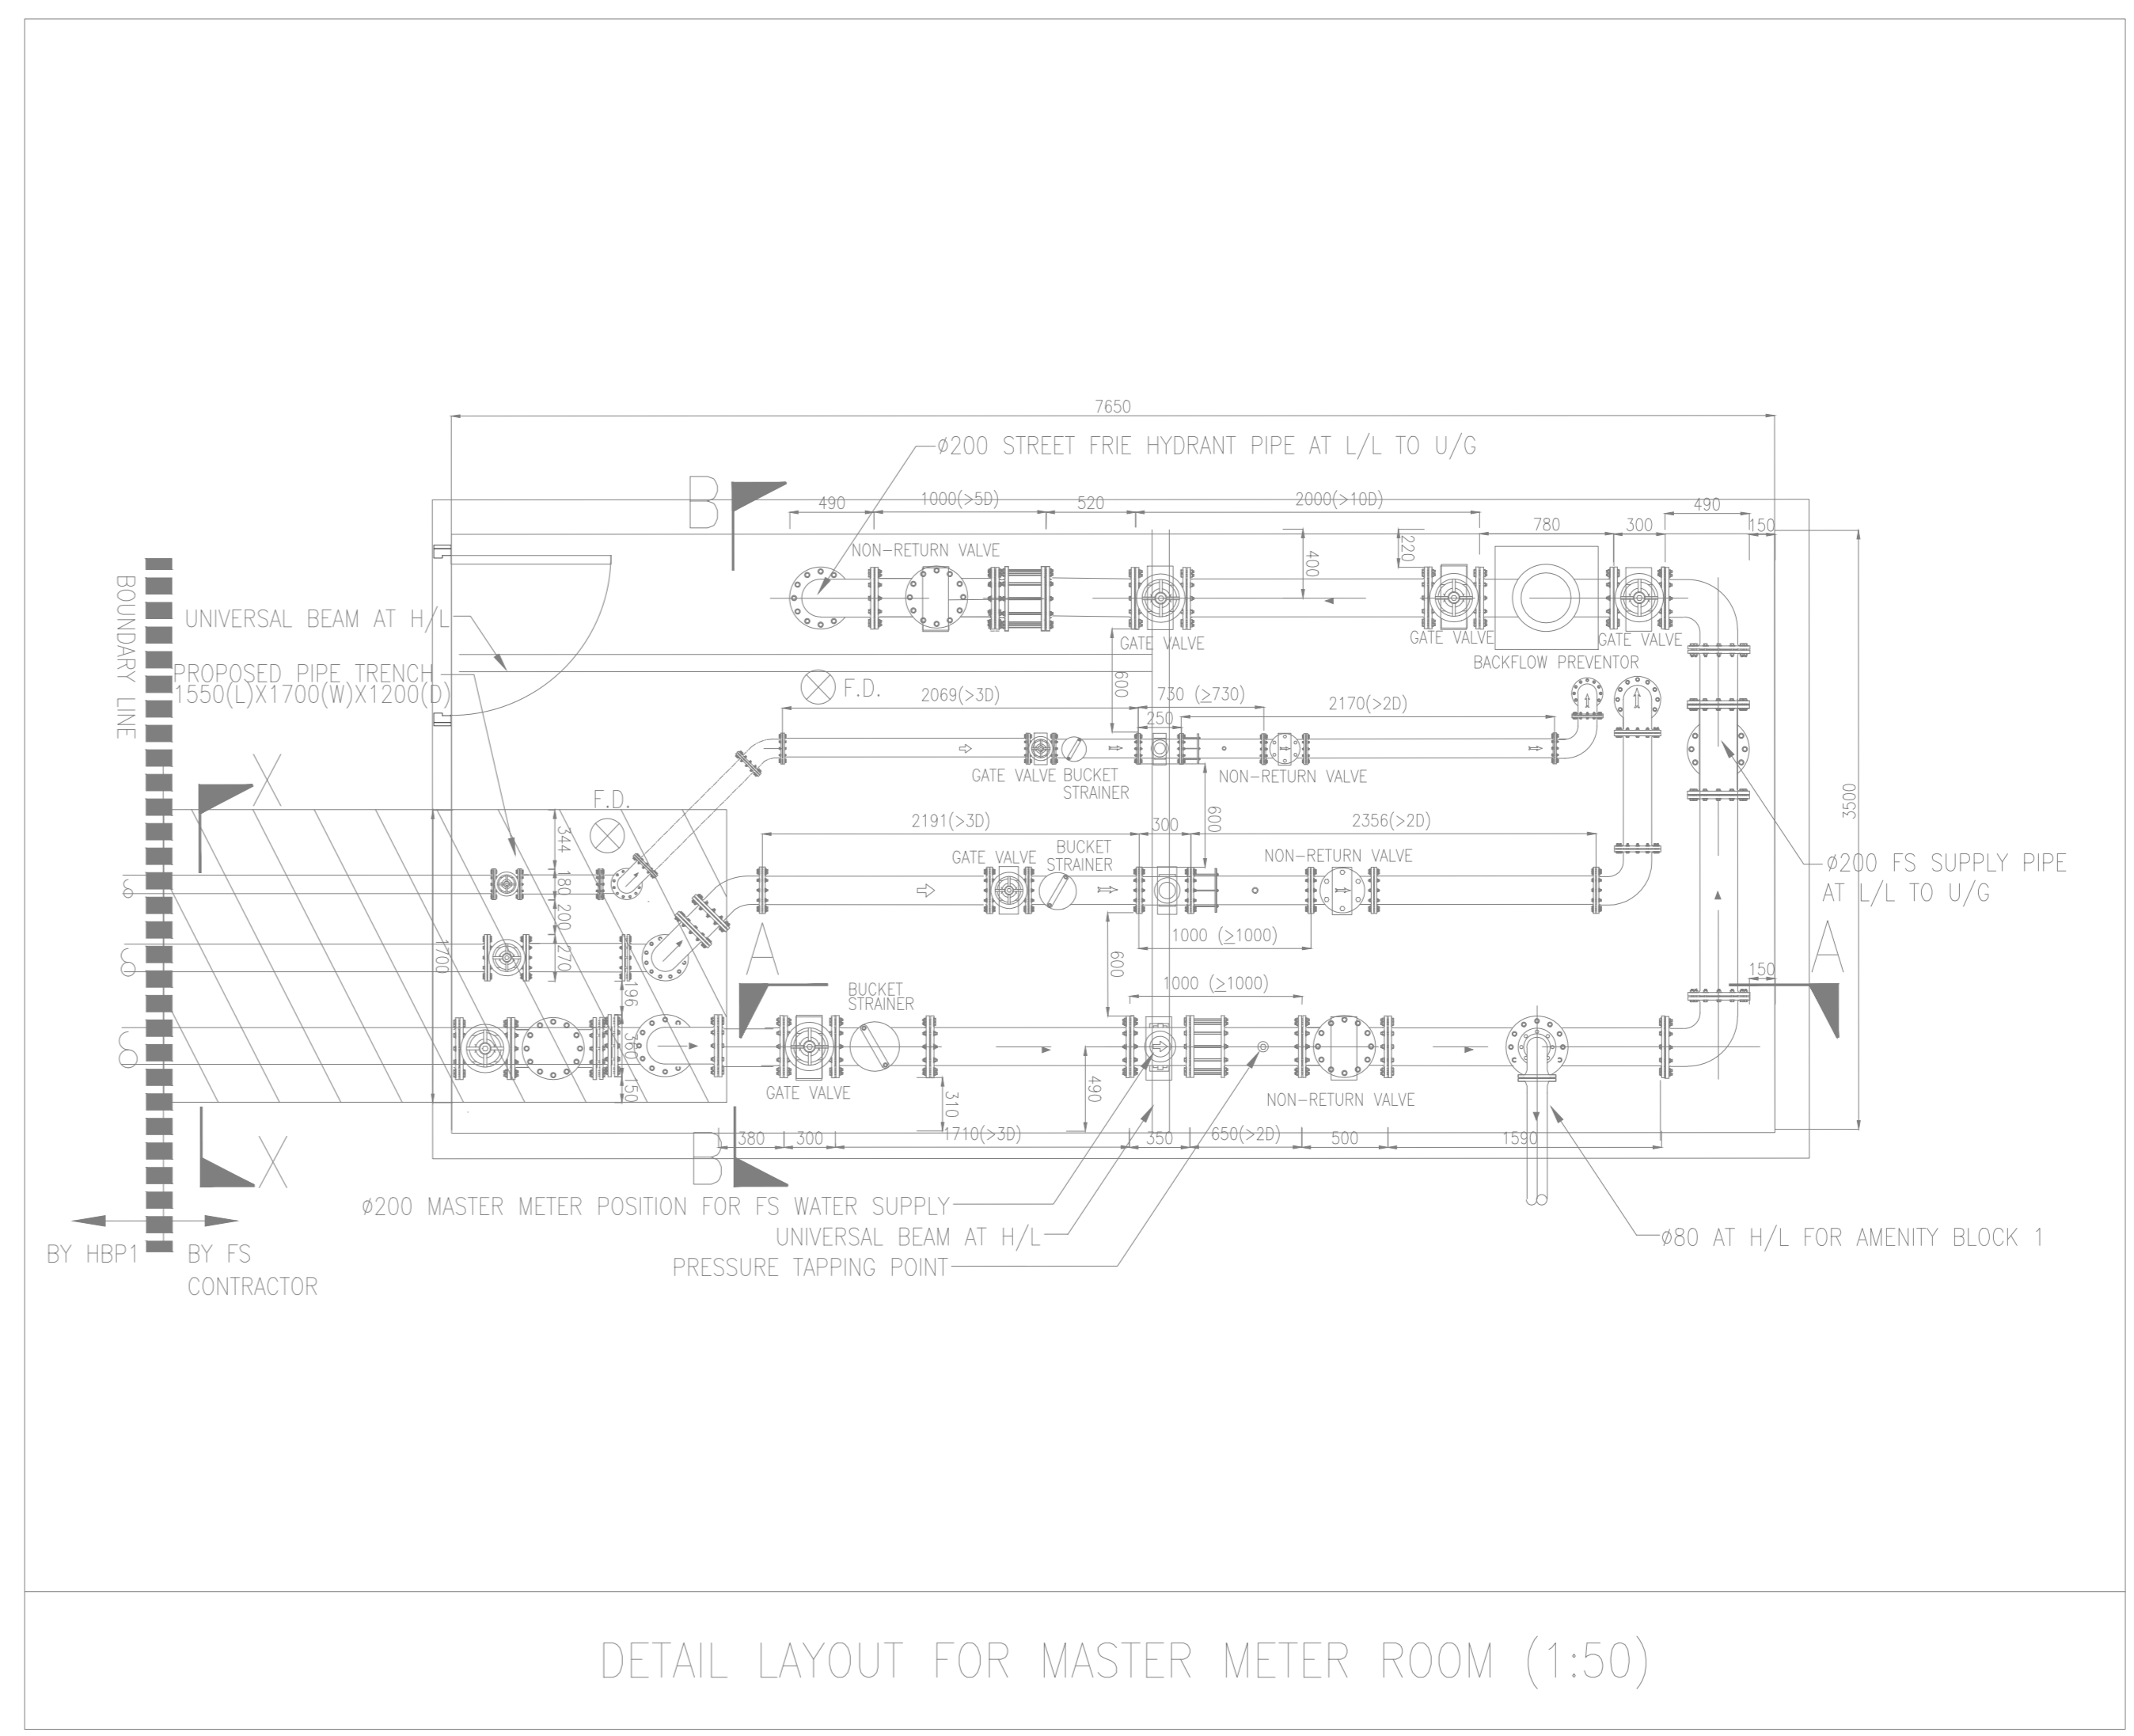 7650
ø200 STREET FRIE HYDRANT PIPE AT L/L TO U/G
B
490
1000(>5D)
520
2000(>10D)
490
780
300
150
NON-RETURN VALVE
400
220
GATE VALVE
GATE VALVE
GATE VALVE
BACKFLOW PREVENTOR
BOUNDARY LINE
UNIVERSAL BEAM AT H/L
PROPOSED PIPE TRENCH
1550(L)X1700(W)X1200(D)
F.D.
600
2069(>3D)
730 (≥730)
250
2170(>2D)
GATE VALVE
BUCKET
STRAINER
NON-RETURN VALVE
X
F.D.
344
180
200
270
1700
196
360
150
2191(>3D)
300
600
2356(>2D)
3500
GATE VALVE
BUCKET
STRAINER
NON-RETURN VALVE
ø200 FS SUPPLY PIPE
AT L/L TO U/G
A
A
1000 (≥1000)
600
150
1000 (≥1000)
BUCKET
STRAINER
GATE VALVE
310
490
NON-RETURN VALVE
X
B
380
300
1710(>3D)
350
650(>2D)
500
1590
ø200 MASTER METER POSITION FOR FS WATER SUPPLY
UNIVERSAL BEAM AT H/L
PRESSURE TAPPING POINT
ø80 AT H/L FOR AMENITY BLOCK 1
BY HBP1
BY FS
CONTRACTOR
DETAIL LAYOUT FOR MASTER METER ROOM (1:50)